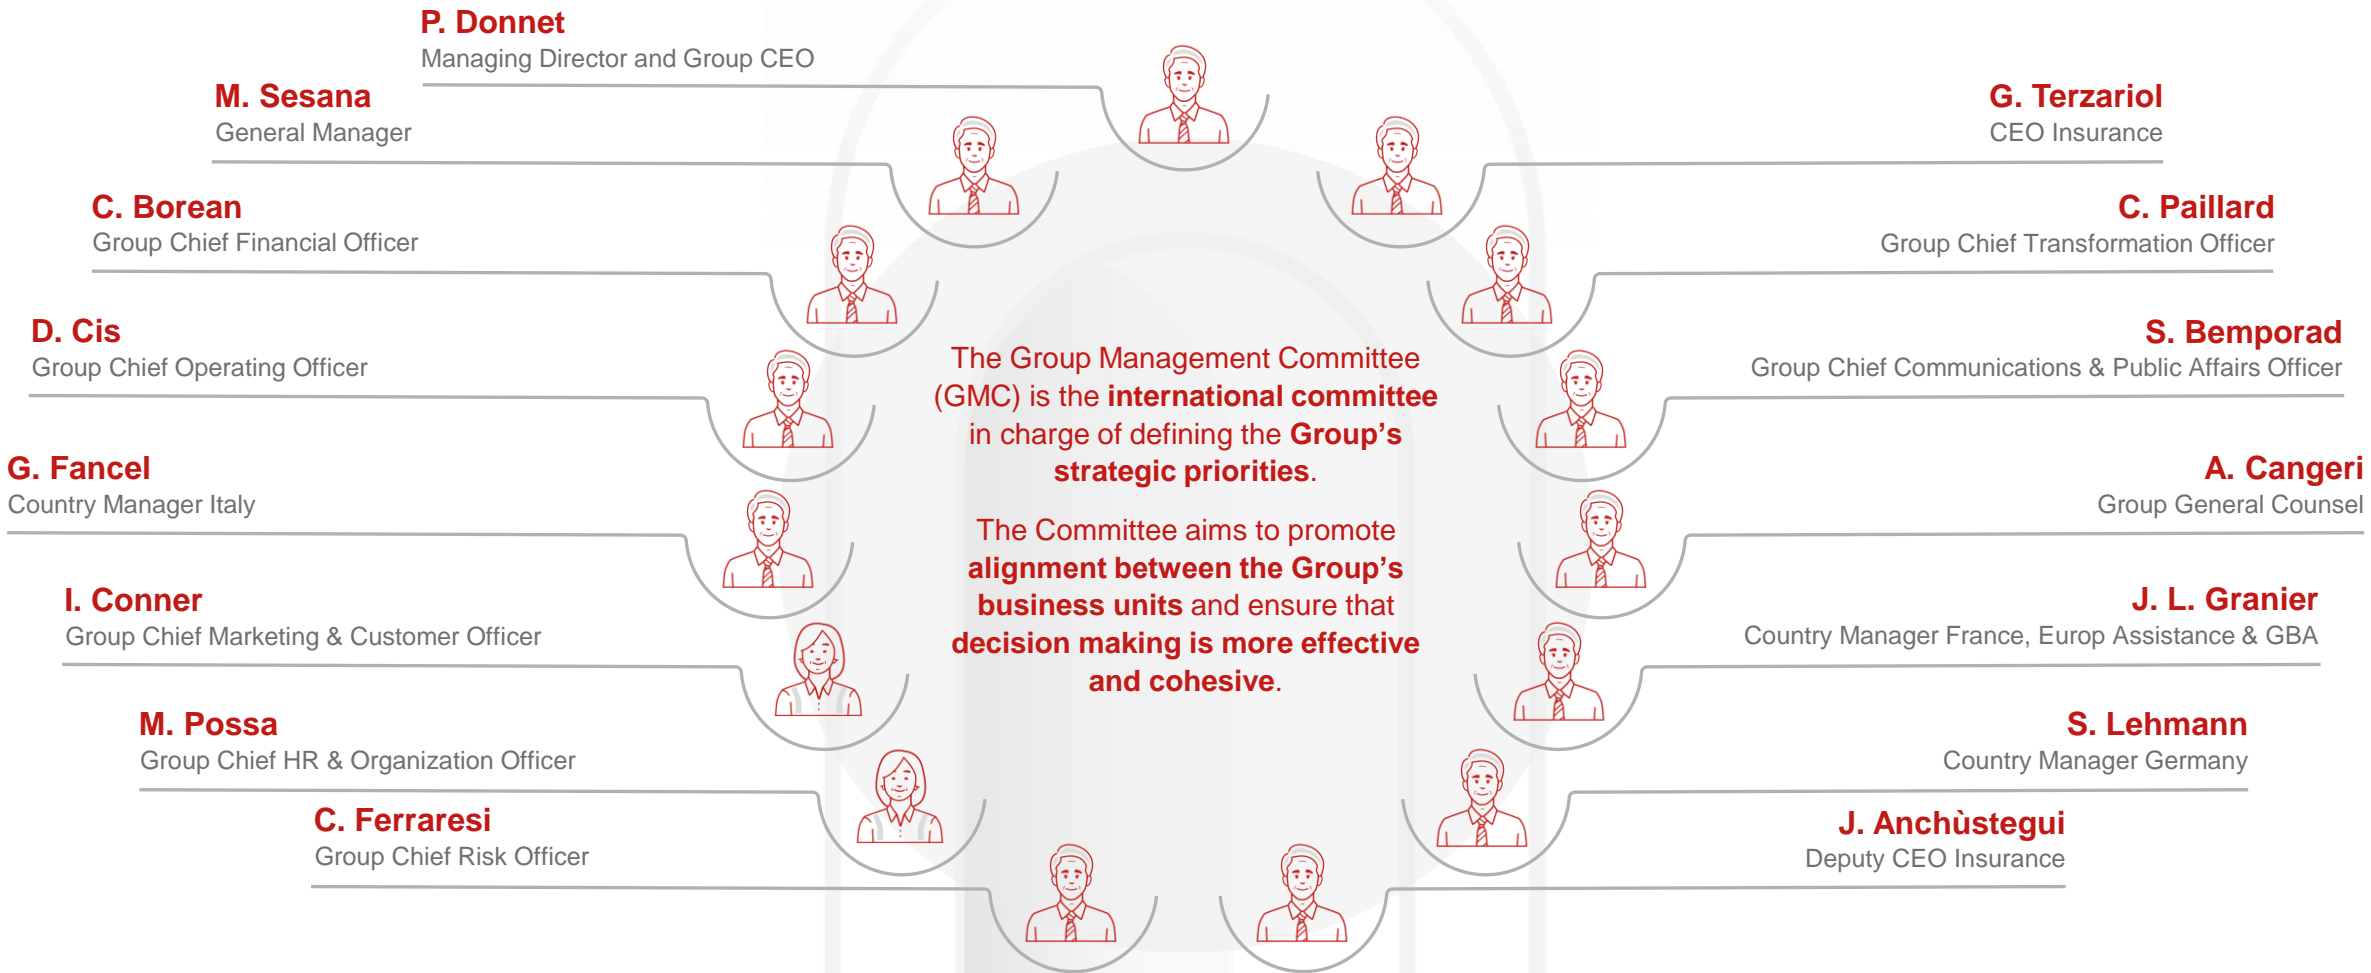 P. Donnet
Managing Director and Group CEO
M. Sesana
General Manager
C. Borean
Group Chief Financial Officer
D. Cis
Group Chief Operating Officer
G. Fancel
Country Manager Italy
I. Conner
Group Chief Marketing & Customer Officer
M. Possa
Group Chief HR & Organization Officer
C. Ferraresi
Group Chief Risk Officer
The Group Management Committee
(GMC) is the international committee
in charge of defining the Group’s
strategic priorities.
The Committee aims to promote
alignment between the Group’s
business units and ensure that
decision making is more effective
and cohesive.
G. Terzariol
CEO Insurance
C. Paillard
Group Chief Transformation Officer
S. Bemporad
Group Chief Communications & Public Affairs Officer
A. Cangeri
Group General Counsel
J. L. Granier
Country Manager France, Europ Assistance & GBA
S. Lehmann
Country Manager Germany
J. Anchùstegui
Deputy CEO Insurance